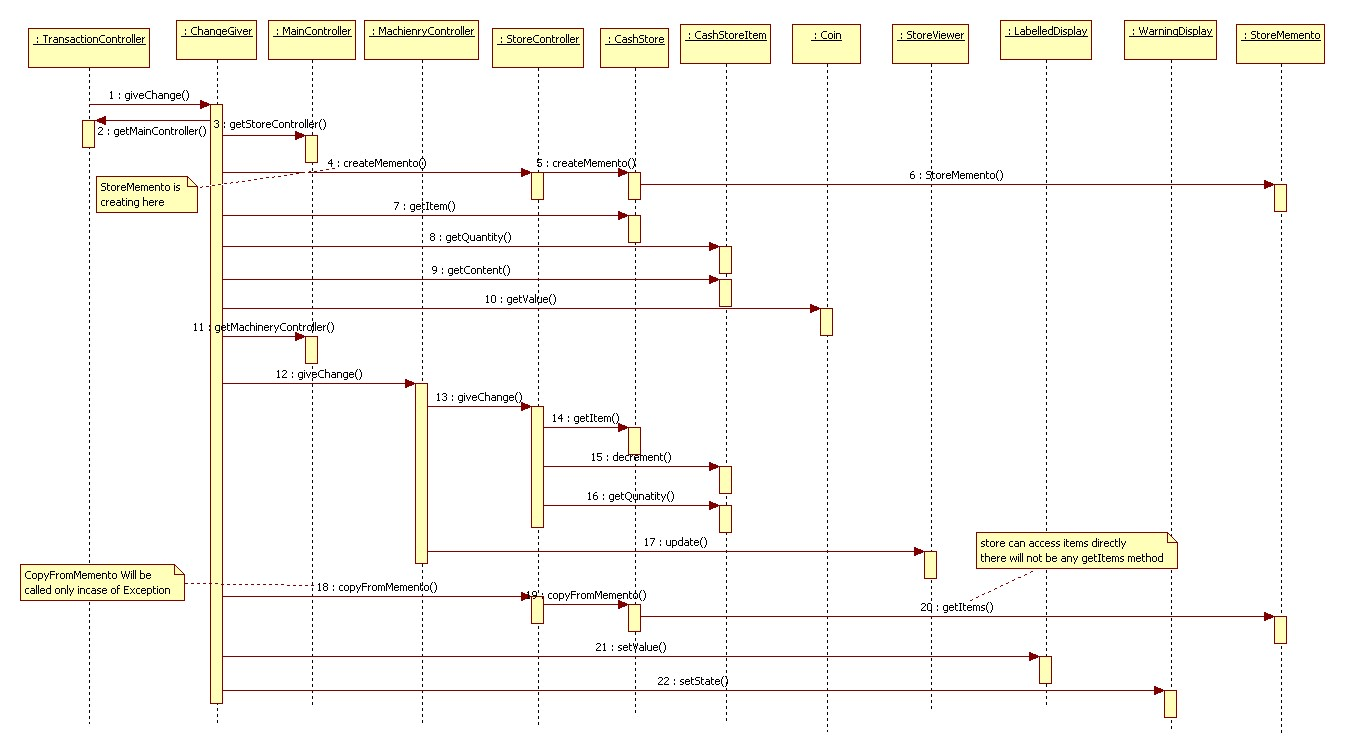 : TransactionController
: ChangeGiver
: MainController
: MachienryController
: StoreController
: CashStore
: CashStoreItem
: Coin
: StoreViewer
: LabelledDisplay
: WarningDisplay
: StoreMemento
1 : giveChange()
2 : getMainController()
3 : getStoreController()
4 : createMemento()
5 : createMemento()
6 : StoreMemento()
StoreMemento is
creating here
7 : getItem()
8 : getQuantity()
9 : getContent()
10 : getValue()
11 : getMachineryController()
12 : giveChange()
13 : giveChange()
14 : getItem()
15 : decrement()
16 : getQunatity()
17 : update()
store can access items directly
there will not be any getItems method
CopyFromMemento Will be
called only incase of Exception
18 : copyFromMemento()
19 : copyFromMemento()
20 : getItems()
21 : setValue()
22 : setState()